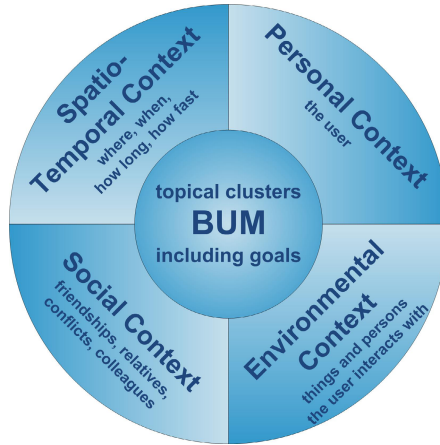 Spatio-
Temporal Context
where, when,
how long, how fast
Personal Context
the user
topical clusters
BUM
including goals
Social Context
friendships, relatives,
conflicts, colleagues
Environmental
Context
things and persons
the user interacts with